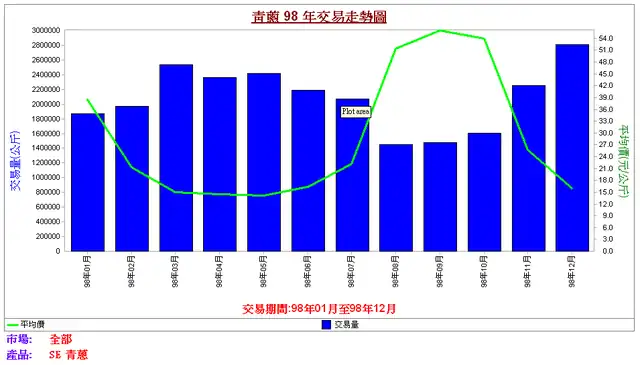 青蔥 98 年交易走勢圖
3000000
2800000
2600000
2400000
2200000
2000000
1800000
1600000
1400000
1200000
1000000
800000
600000
400000
200000
0
交易量(公斤)
54.0
51.0
48.0
45.0
42.0
39.0
36.0
33.0
30.0
27.0
24.0
21.0
18.0
15.0
12.0
9.0
6.0
3.0
0.0
平均價(元/公斤)
Plot area
98年01月
98年02月
98年03月
98年04月
98年05月
98年06月
98年07月
98年08月
98年09月
98年10月
98年11月
98年12月
交易期間:98年01月至98年12月
平均價 交易量
市場: 全部
產品: SE 青蔥